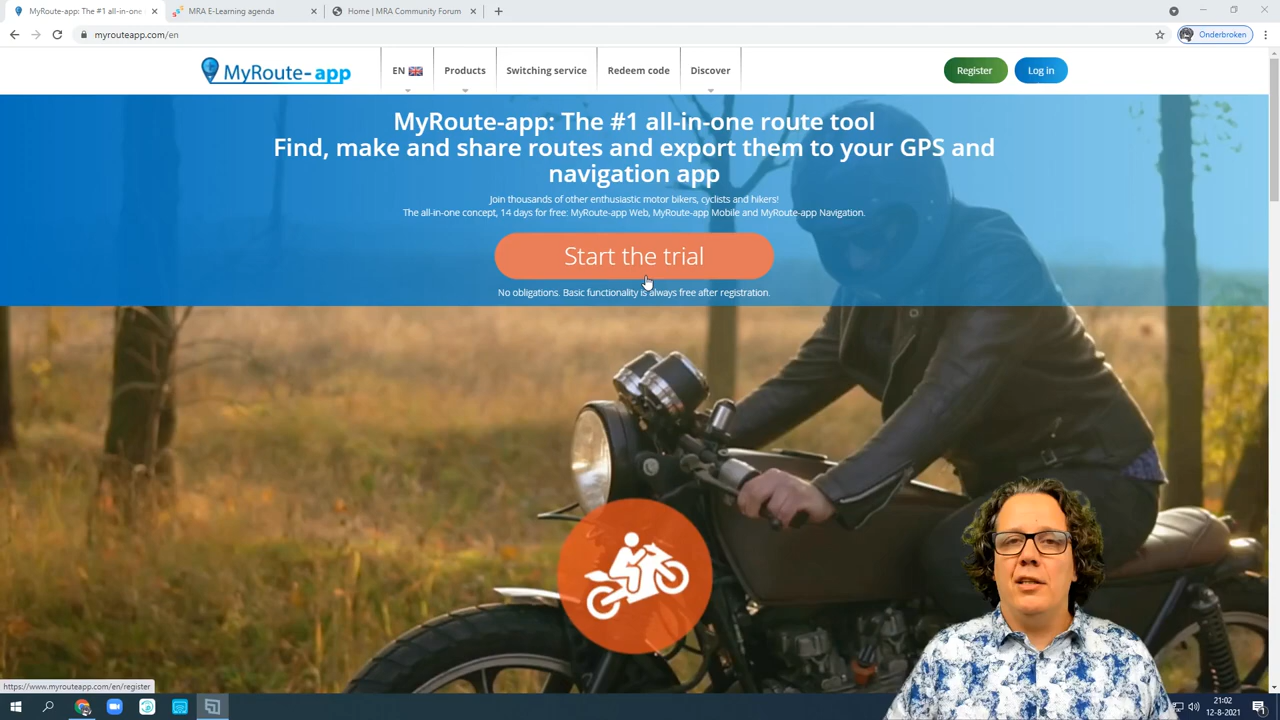 MyRoute-app: The #1 all-in-one
MRA E-Learning agenda
Home | MRA Community Forum
myrouteapp.com/en
Onderbroken
MyRoute-app
EN
Products
Switching service
Redeem code
Discover
Register
Log in
MyRoute-app: The #1 all-in-one route tool
Find, make and share routes and export them to your GPS and
navigation app
Join thousands of other enthusiastic motor bikers, cyclists and hikers!
The all-in-one concept, 14 days for free: MyRoute-app Web, MyRoute-app Mobile and MyRoute-app Navigation.
Start the trial
No obligations. Basic functionality is always free after registration.
https://www.myrouteapp.com/en/register
21:02
12-8-2021